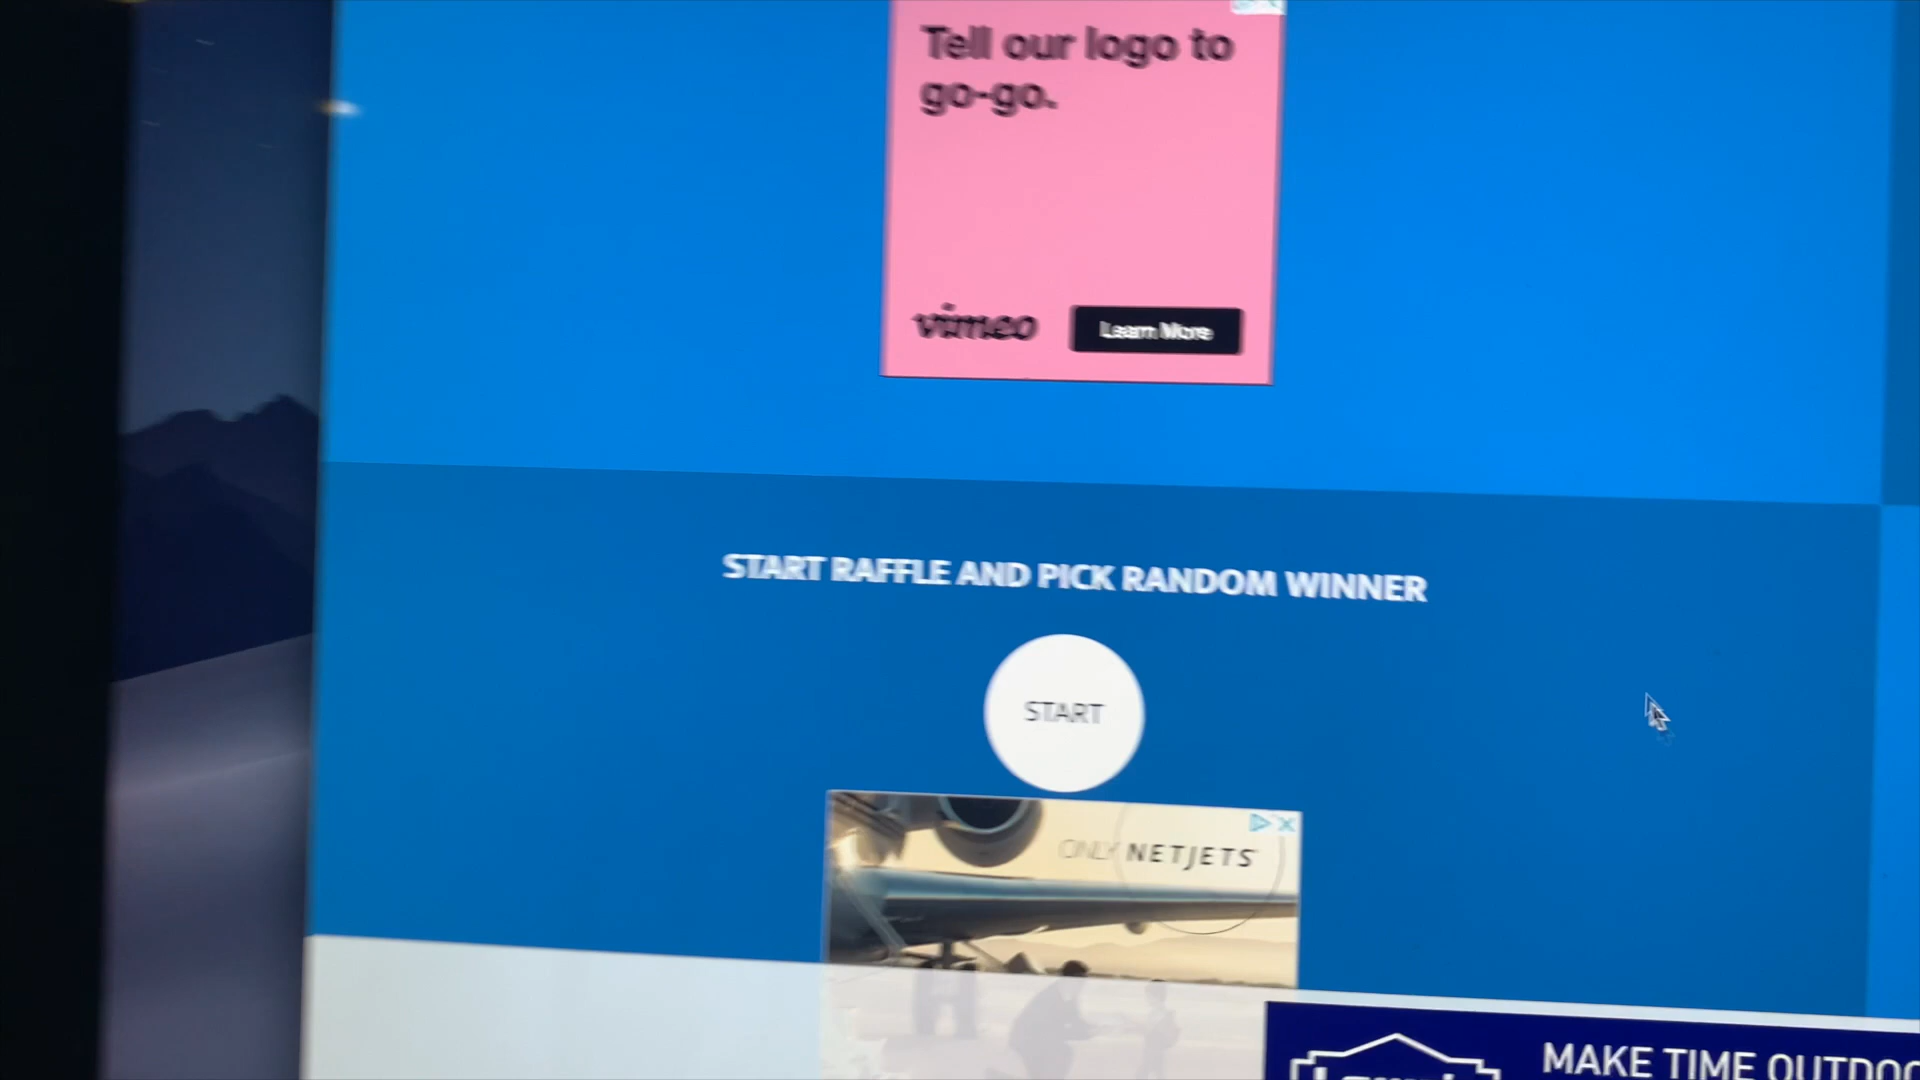 Tell our logo to
go-go.
vimeo
Learn More
START RAFFLE AND PICK RANDOM WINNER
START
ONLY NETJETS
MAKE TIME